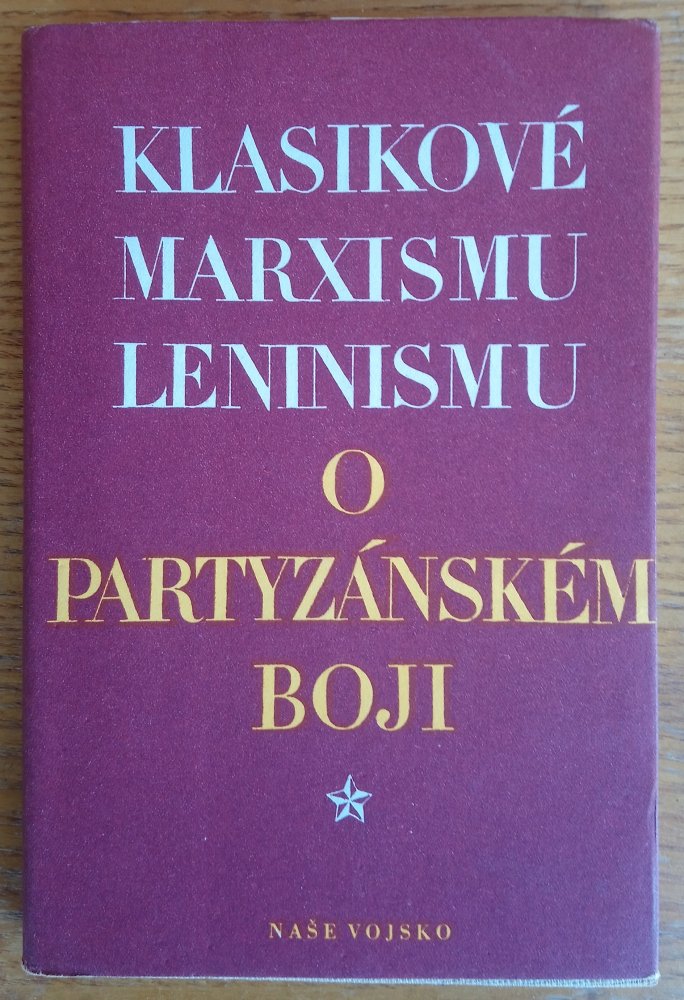 KLASIKOVÉ
MARXISMU
LENINISMU
O
PARTYZÁNSKÉM
BOJI
NAŠE VOJSKO